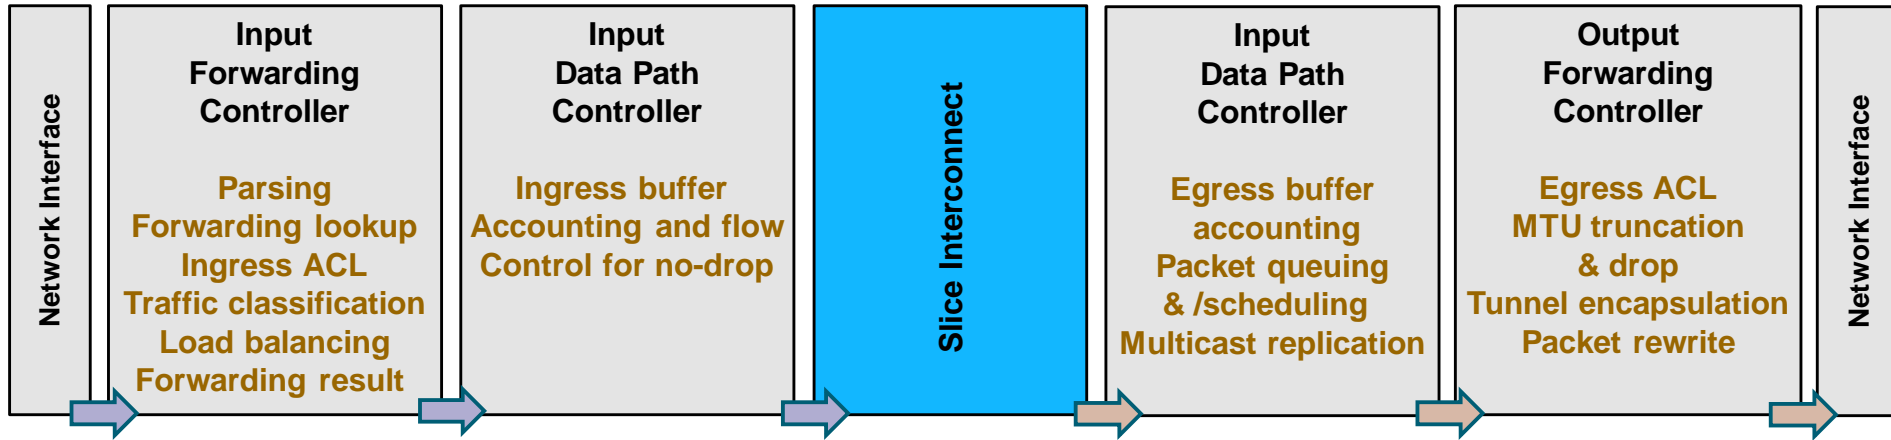 Network Interface
Input
Forwarding
Controller
Parsing
Forwarding lookup
Ingress ACL
Traffic classification
Load balancing
Forwarding result
Input
Data Path
Controller
Ingress buffer
Accounting and flow
Control for no-drop
Slice Interconnect
Input
Data Path
Controller
Egress buffer
accounting
Packet queuing
& /scheduling
Multicast replication
Output
Forwarding
Controller
Egress ACL
MTU truncation
& drop
Tunnel encapsulation
Packet rewrite
Network Interface